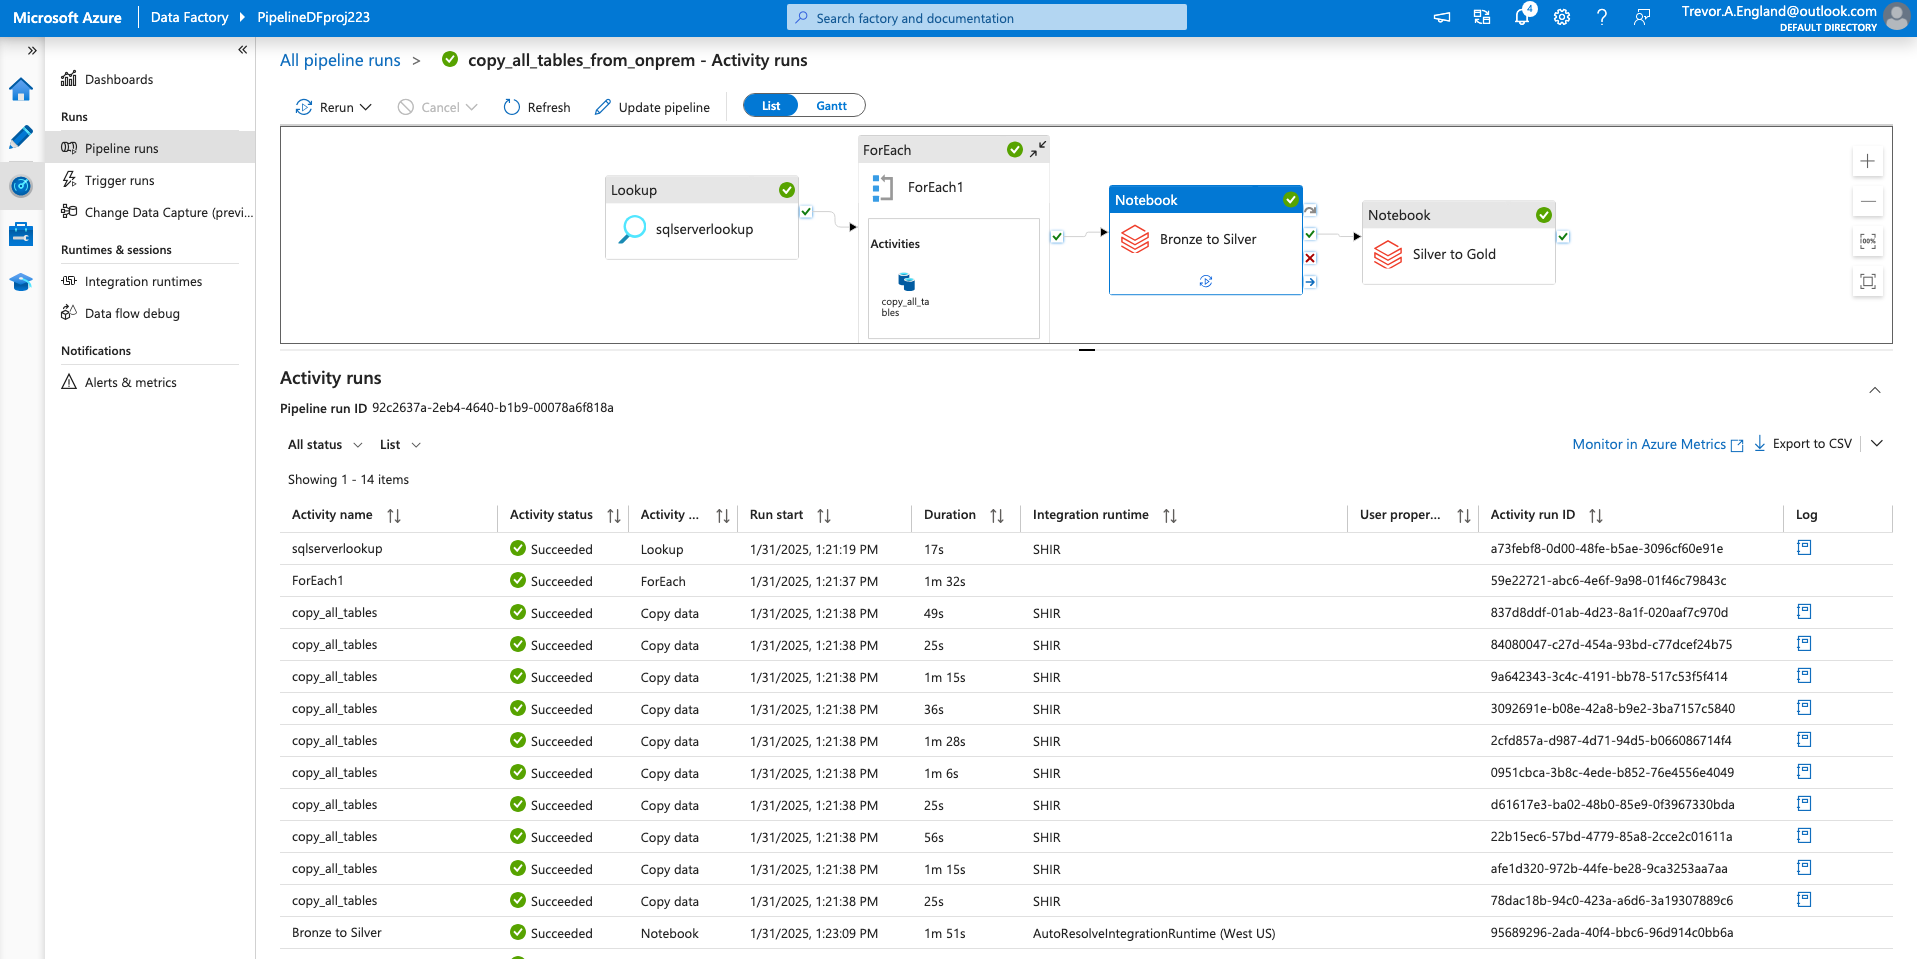 Microsoft Azure Data Factory PipelineDFproj223
Search factory and documentation
4
Trevor.A.England@outlook.com
DEFAULT DIRECTORY
» «
Dashboards
Runs
Pipeline runs
Trigger runs
Change Data Capture (previ...
Runtimes & sessions
Integration runtimes
Data flow debug
Notifications
Alerts & metrics
All pipeline runs > copy_all_tables_from_onprem - Activity runs
Rerun Cancel Refresh Update pipeline List Gantt
Lookup
sqlserverlookup
ForEach
ForEach1
Activities
copy_all_ta
bles
Notebook
Bronze to Silver
Notebook
Silver to Gold
100%
Activity runs
Pipeline run ID 92c2637a-2eb4-4640-b1b9-00078a6f818a
All status List
Monitor in Azure Metrics Export to CSV
Showing 1 - 14 items
Activity name Activity status Activity ... Run start Duration Integration runtime User proper... Activity run ID Log
sqlserverlookup Succeeded Lookup 1/31/2025, 1:21:19 PM 17s SHIR a73febf8-0d00-48fe-b5ae-3096cf60e91e
ForEach1 Succeeded ForEach 1/31/2025, 1:21:37 PM 1m 32s 59e22721-abc6-4e6f-9a98-01f46c79843c
copy_all_tables Succeeded Copy data 1/31/2025, 1:21:38 PM 49s SHIR 837d8ddf-01ab-4d23-8a1f-020aaf7c970d
copy_all_tables Succeeded Copy data 1/31/2025, 1:21:38 PM 25s SHIR 84080047-c27d-454a-93bd-c77dcef24b75
copy_all_tables Succeeded Copy data 1/31/2025, 1:21:38 PM 1m 15s SHIR 9a642343-3c4c-4191-bb78-517c53f5f414
copy_all_tables Succeeded Copy data 1/31/2025, 1:21:38 PM 36s SHIR 3092691e-b08e-42a8-b9e2-3ba7157c5840
copy_all_tables Succeeded Copy data 1/31/2025, 1:21:38 PM 1m 28s SHIR 2cfd857a-d987-4d71-94d5-b066086714f4
copy_all_tables Succeeded Copy data 1/31/2025, 1:21:38 PM 1m 6s SHIR 0951cbca-3b8c-4ede-b852-76e4556e4049
copy_all_tables Succeeded Copy data 1/31/2025, 1:21:38 PM 25s SHIR d61617e3-ba02-48b0-85e9-0f3967330bda
copy_all_tables Succeeded Copy data 1/31/2025, 1:21:38 PM 56s SHIR 22b15ec6-57bd-4779-85a8-2cce2c01611a
copy_all_tables Succeeded Copy data 1/31/2025, 1:21:38 PM 1m 15s SHIR afe1d320-972b-44fe-be28-9ca3253aa7aa
copy_all_tables Succeeded Copy data 1/31/2025, 1:21:38 PM 25s SHIR 78dac18b-94c0-423a-a6d6-3a19307889c6
Bronze to Silver Succeeded Notebook 1/31/2025, 1:23:09 PM 1m 51s AutoResolveIntegrationRuntime (West US) 95689296-2ada-40f4-bbc6-96d914c0bb6a